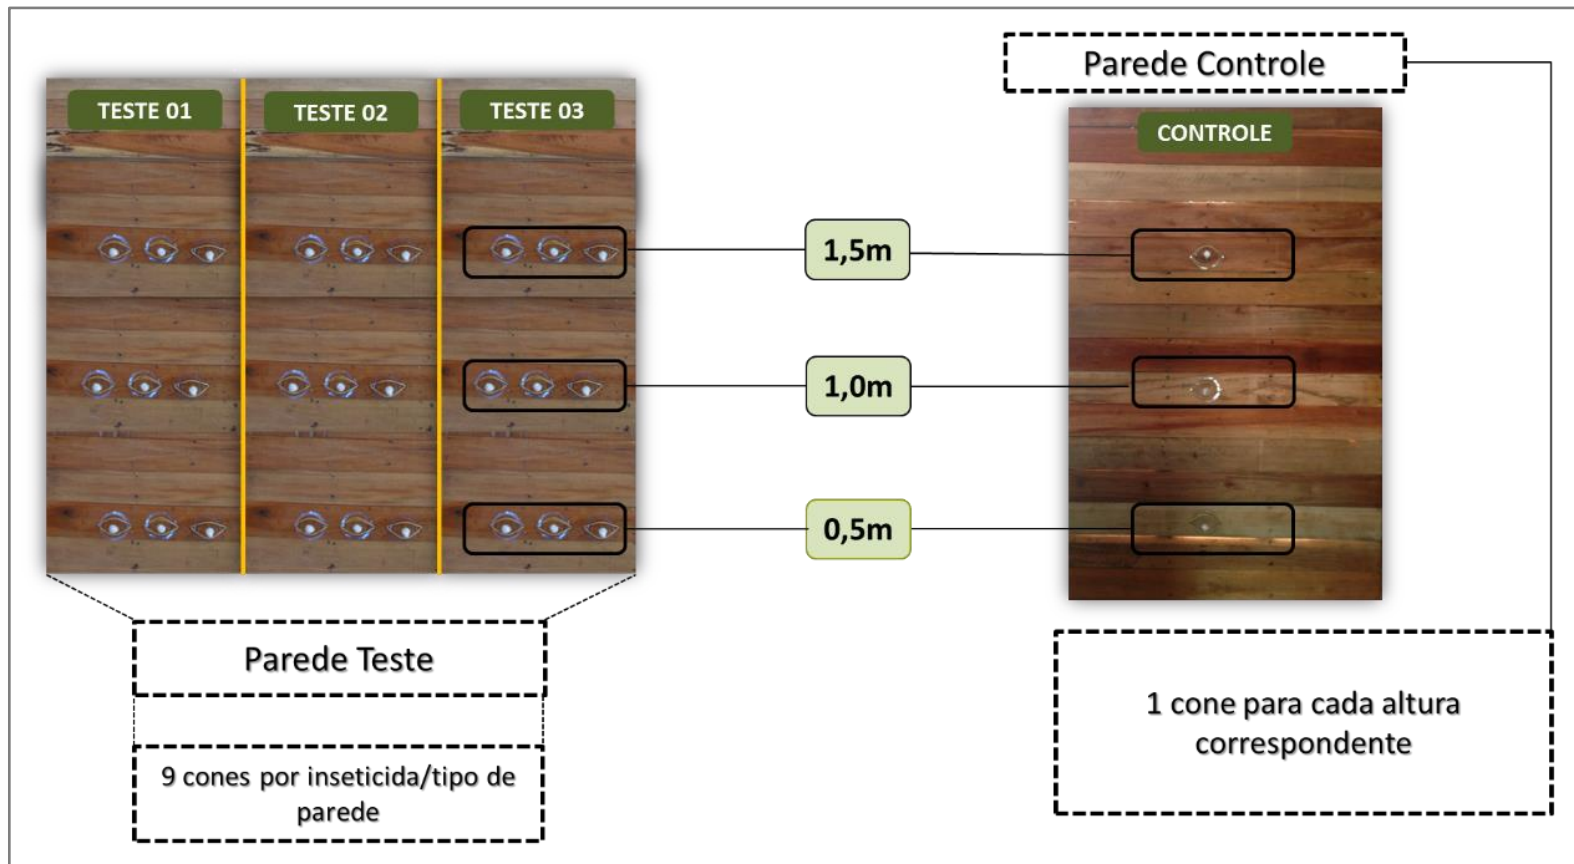 Parede Controle
TESTE 01
TESTE 02
TESTE 03
CONTROLE
1,5m
1,0m
0,5m
Parede Teste
9 cones por inseticida/tipo de
parede
1 cone para cada altura
correspondente